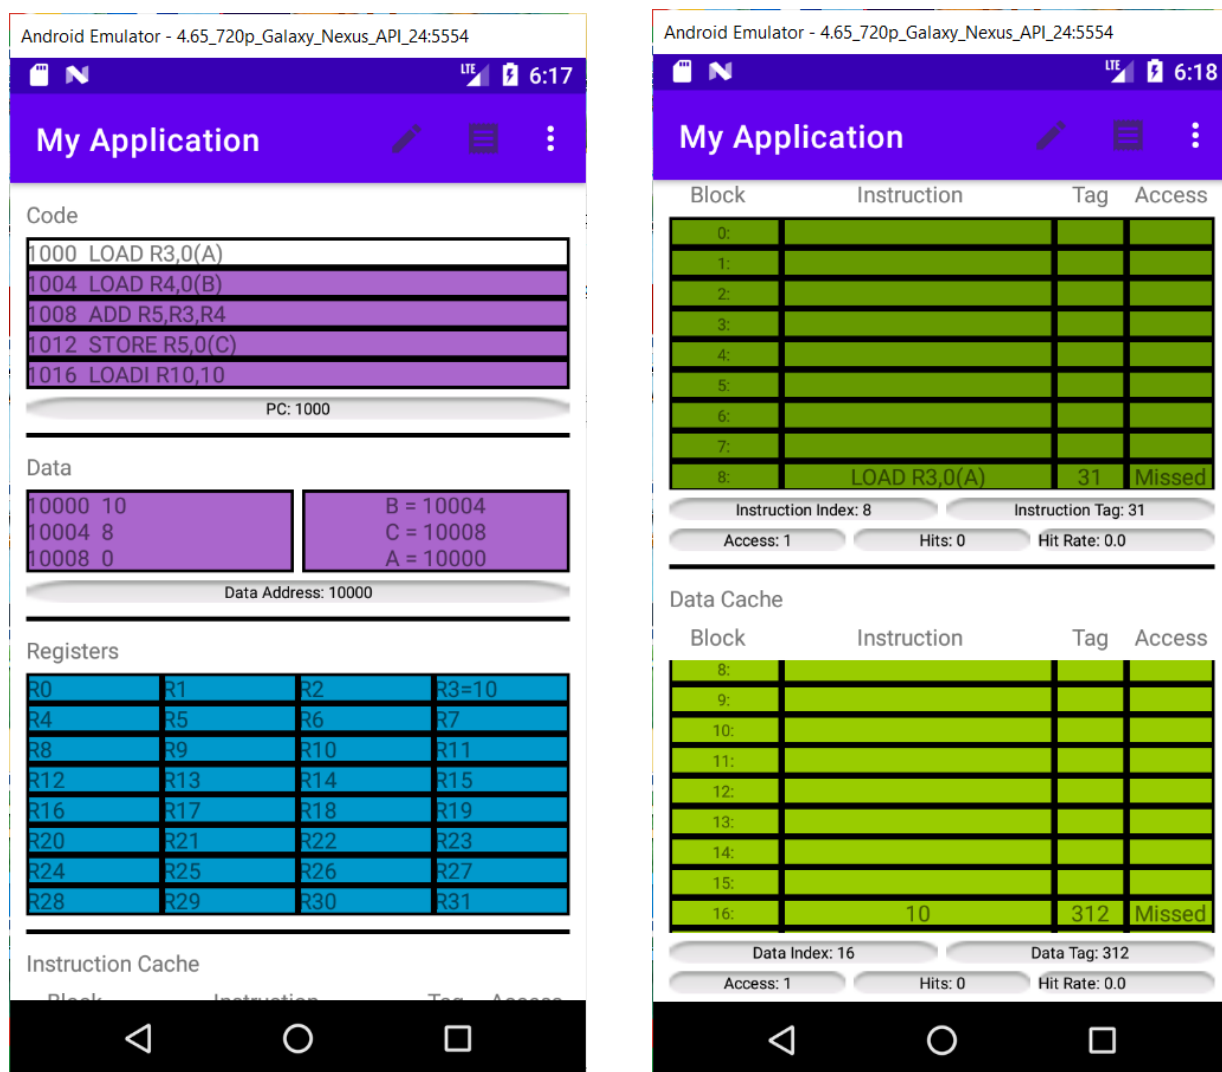 Android Emulator - 4.65_720p_Galaxy_Nexus_API_24:5554
LTE 6:17
My Application
Code
1000 LOAD R3,0(A)
1004 LOAD R4,0(B)
1008 ADD R5,R3,R4
1012 STORE R5,0(C)
1016 LOADI R10,10
PC: 1000
Data
10000 10 B = 10004
10004 8 C = 10008
10008 0 A = 10000
Data Address: 10000
Registers
R0 R1 R2 R3=10
R4 R5 R6 R7
R8 R9 R10 R11
R12 R13 R14 R15
R16 R17 R18 R19
R20 R21 R22 R23
R24 R25 R26 R27
R28 R29 R30 R31
Instruction Cache
Block Instruction Tag Access
Android Emulator - 4.65_720p_Galaxy_Nexus_API_24:5554
LTE 6:18
My Application
Block Instruction Tag Access
0:
1:
2:
3:
4:
5:
6:
7:
8: LOAD R3,0(A) 31 Missed
Instruction Index: 8 Instruction Tag: 31
Access: 1 Hits: 0 Hit Rate: 0.0
Data Cache
Block Instruction Tag Access
8:
9:
10:
11:
12:
13:
14:
15:
16: 10 312 Missed
Data Index: 16 Data Tag: 312
Access: 1 Hits: 0 Hit Rate: 0.0